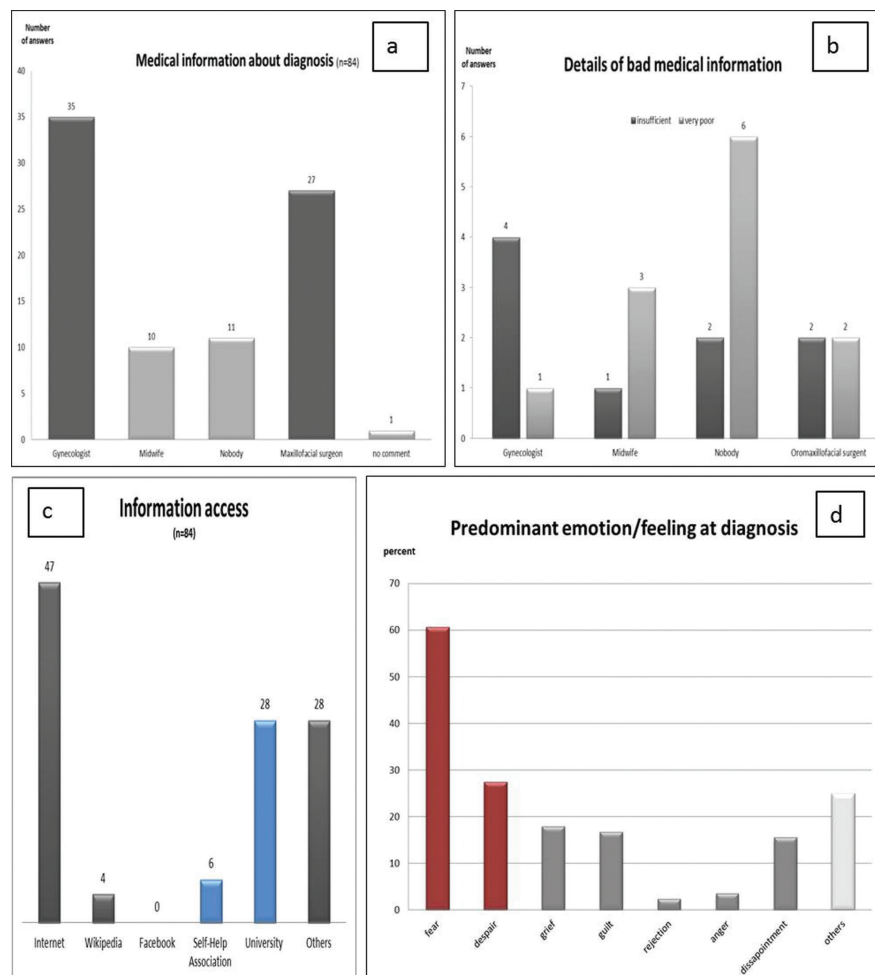 Number
of answers
Medical information about diagnosis (n=84)
a
40
35
30
25
20
15
10
5
0
35
10
11
27
1
Gynecologist
Midwife
Nobody
Maxillofacial surgeon
no comment
Number
of answers
Details of bad medical information
b
insufficient
very poor
7
6
5
4
3
2
1
0
4
1
1
3
2
6
2
2
Gynecologist
Midwife
Nobody
Oromaxillofacial surgent
c
Information access
(n=84)
47
4
0
6
28
28
Internet
Wikipedia
Facebook
Self-Help
Association
University
Others
d
Predominant emotion/feeling at diagnosis
percent
70
60
50
40
30
20
10
0
fear
despair
grief
guilt
rejection
anger
dissapointment
others